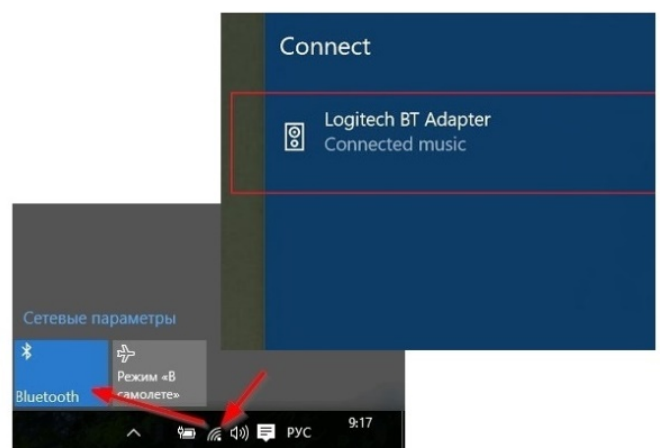 Connect
Logitech BT Adapter
Connected music
Сетевые параметры
Bluetooth
Режим «В
самолете»
РУС
9:17